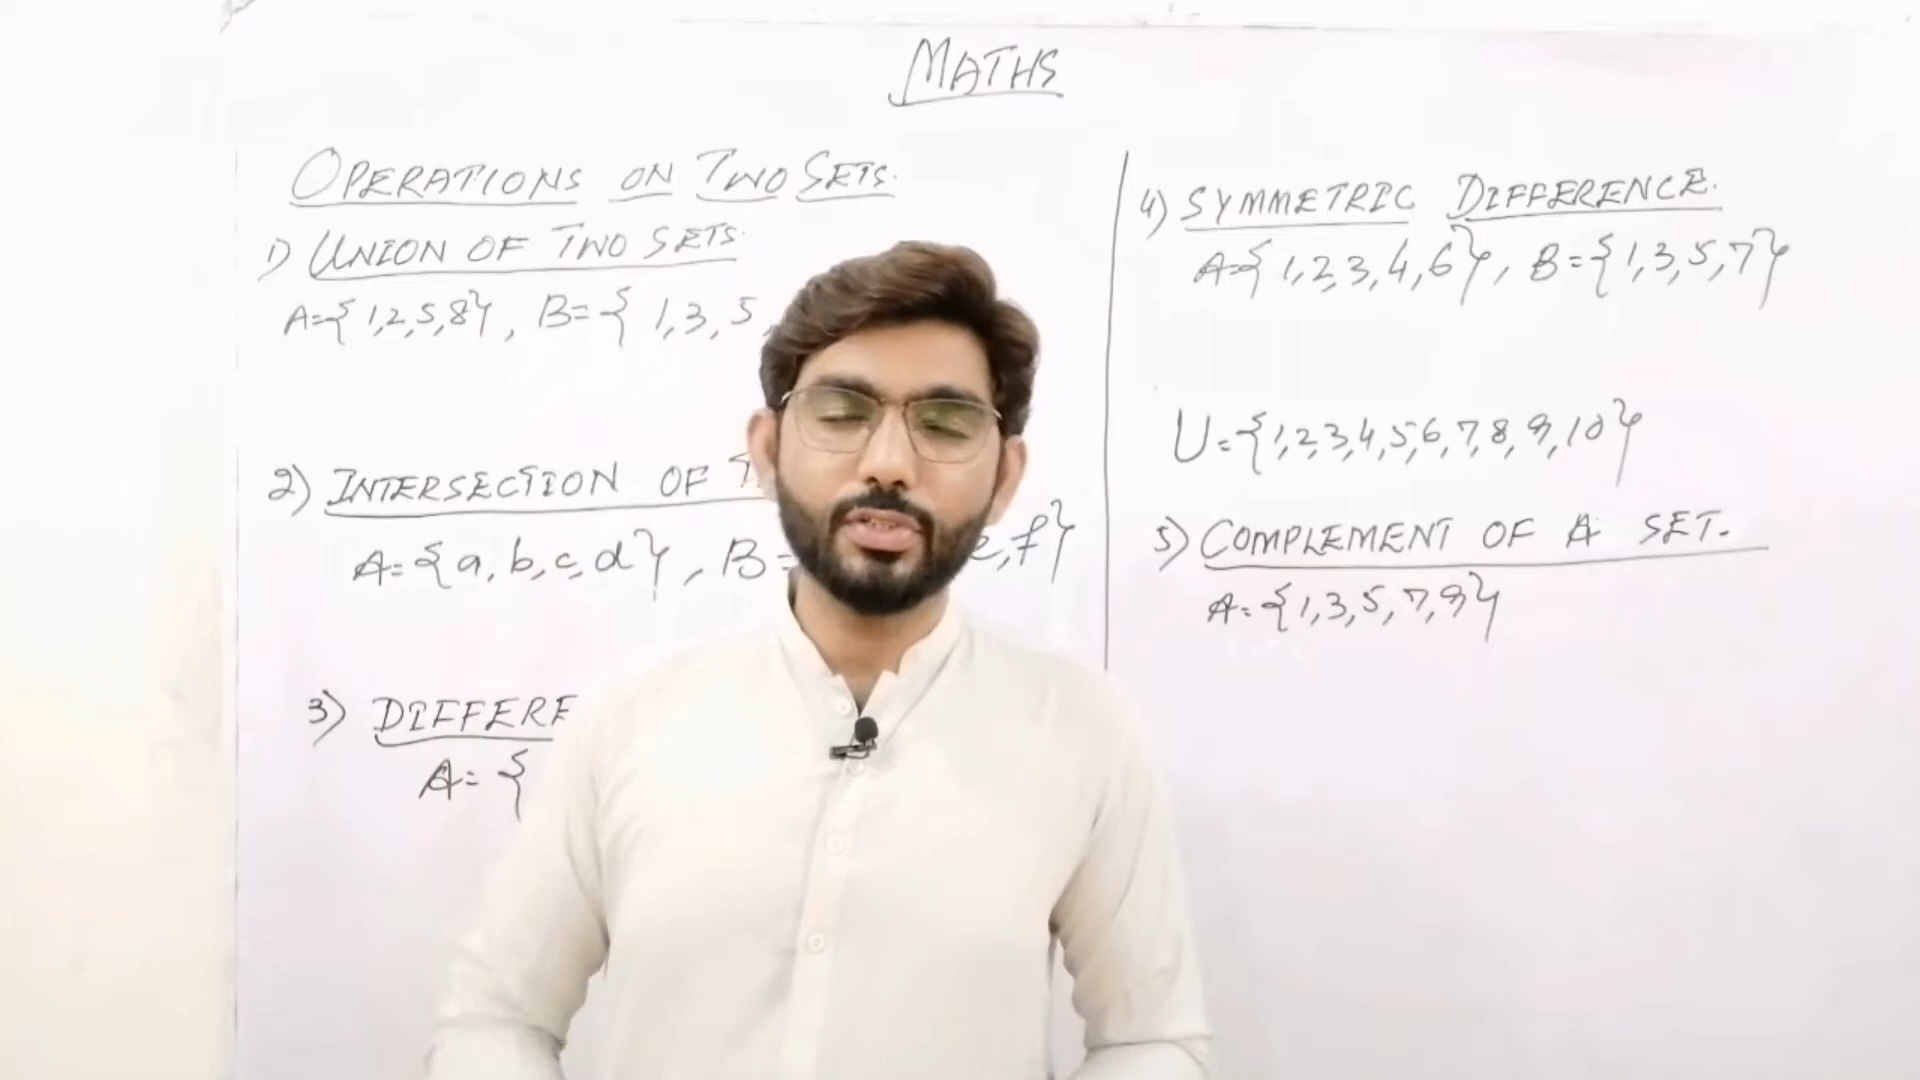 MATHS
OPERATIONS ON TWO SETS.
1) UNION OF TWO SETS.
A={1,2,5,8}, B={1,3,5,
2) INTERSECTION OF
A={a,b,c,d}, B= e,f}
3) DIFFERE
A={
4) SYMMETRIC DIFFERENCE.
A={1,2,3,4,6}, B={1,3,5,7}
U={1,2,3,4,5,6,7,8,9,10}
5) COMPLEMENT OF A SET.
A={1,3,5,7,9}